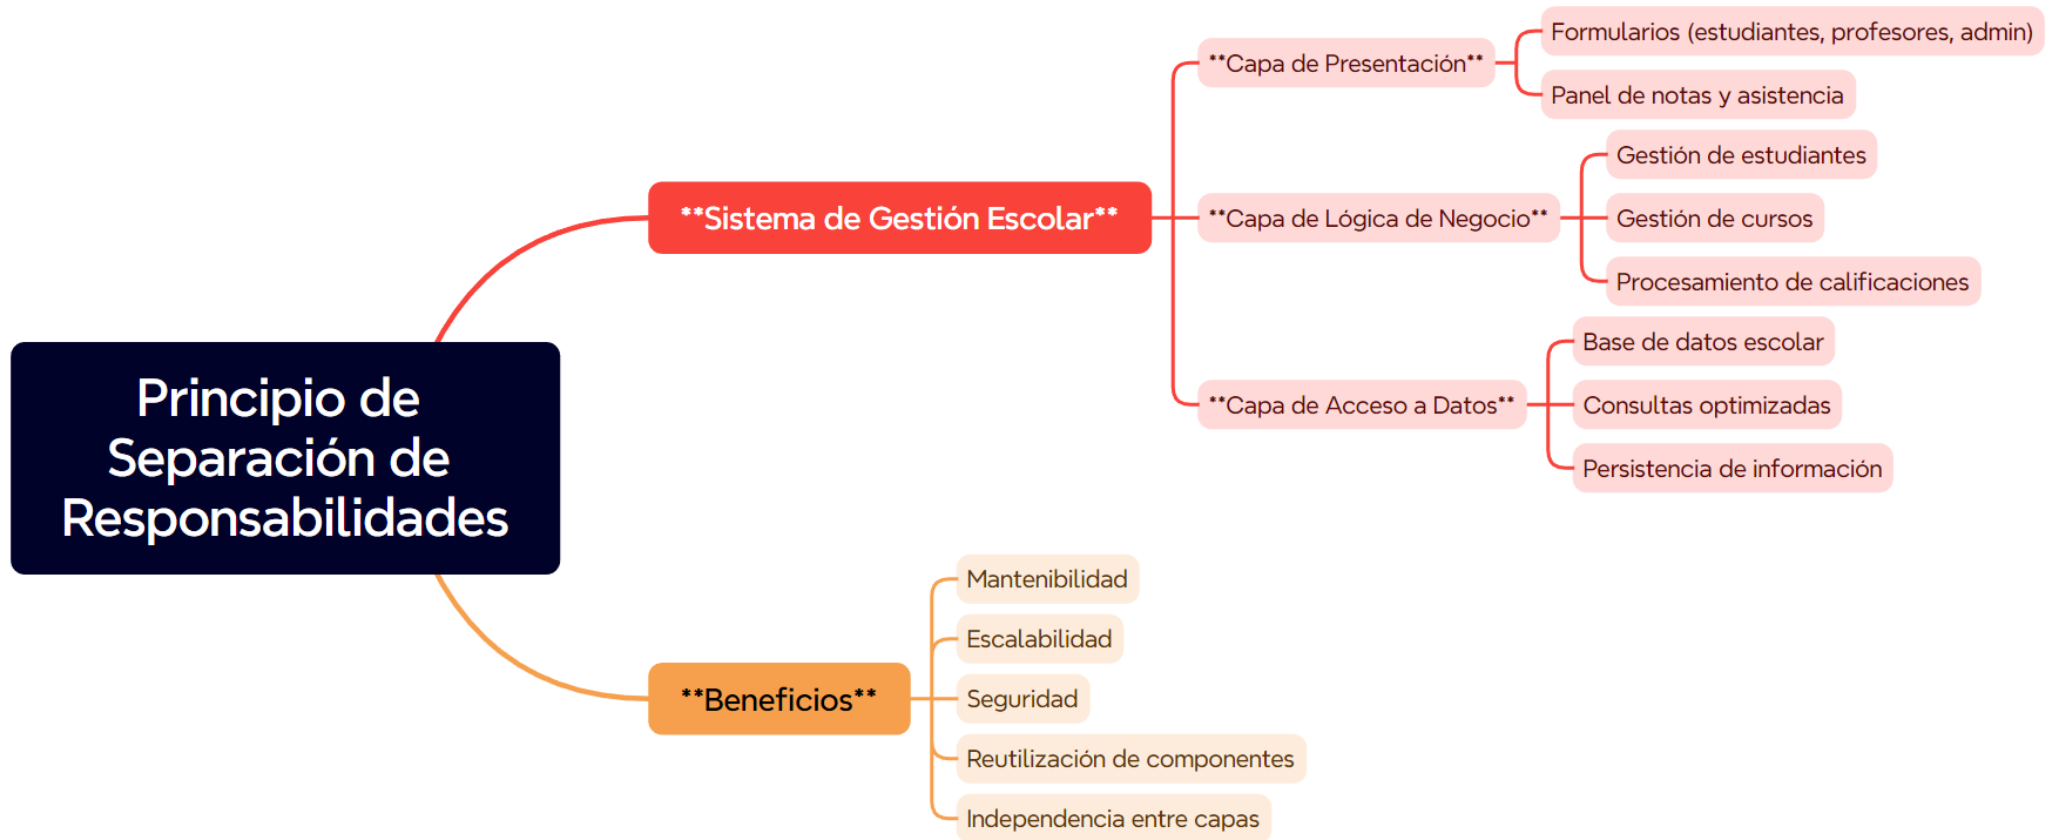 Principio de
Separación de
Responsabilidades
**Sistema de Gestión Escolar**
**Capa de Presentación**
Formularios (estudiantes, profesores, admin)
Panel de notas y asistencia
**Capa de Lógica de Negocio**
Gestión de estudiantes
Gestión de cursos
Procesamiento de calificaciones
**Capa de Acceso a Datos**
Base de datos escolar
Consultas optimizadas
Persistencia de información
**Beneficios**
Mantenibilidad
Escalabilidad
Seguridad
Reutilización de componentes
Independencia entre capas